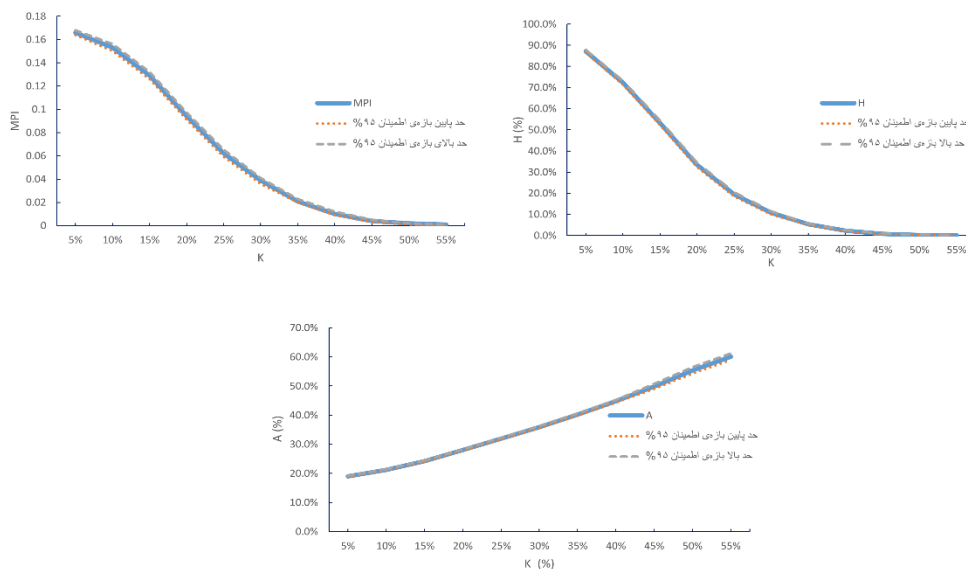 0.18
0.16
0.14
0.12
0.1
0.08
0.06
0.04
0.02
0
MPI
5% 10% 15% 20% 25% 30% 35% 40% 45% 50% 55%
K
MPI
حد پایین بازه‌ی اطمینان ۹۵%
حد بالای بازه‌ی اطمینان ۹۵%
100.0%
90.0%
80.0%
70.0%
60.0%
50.0%
40.0%
30.0%
20.0%
10.0%
0.0%
H (%)
5% 10% 15% 20% 25% 30% 35% 40% 45% 50% 55%
K
H
حد پایین بازه‌ی اطمینان ۹۵%
حد بالا بازه‌ی اطمینان ۹۵%
70.0%
60.0%
50.0%
40.0%
30.0%
20.0%
10.0%
0.0%
A (%)
5% 10% 15% 20% 25% 30% 35% 40% 45% 50% 55%
K (%)
A
حد پایین بازه‌ی اطمینان ۹۵%
حد بالا بازه‌ی اطمینان ۹۵%